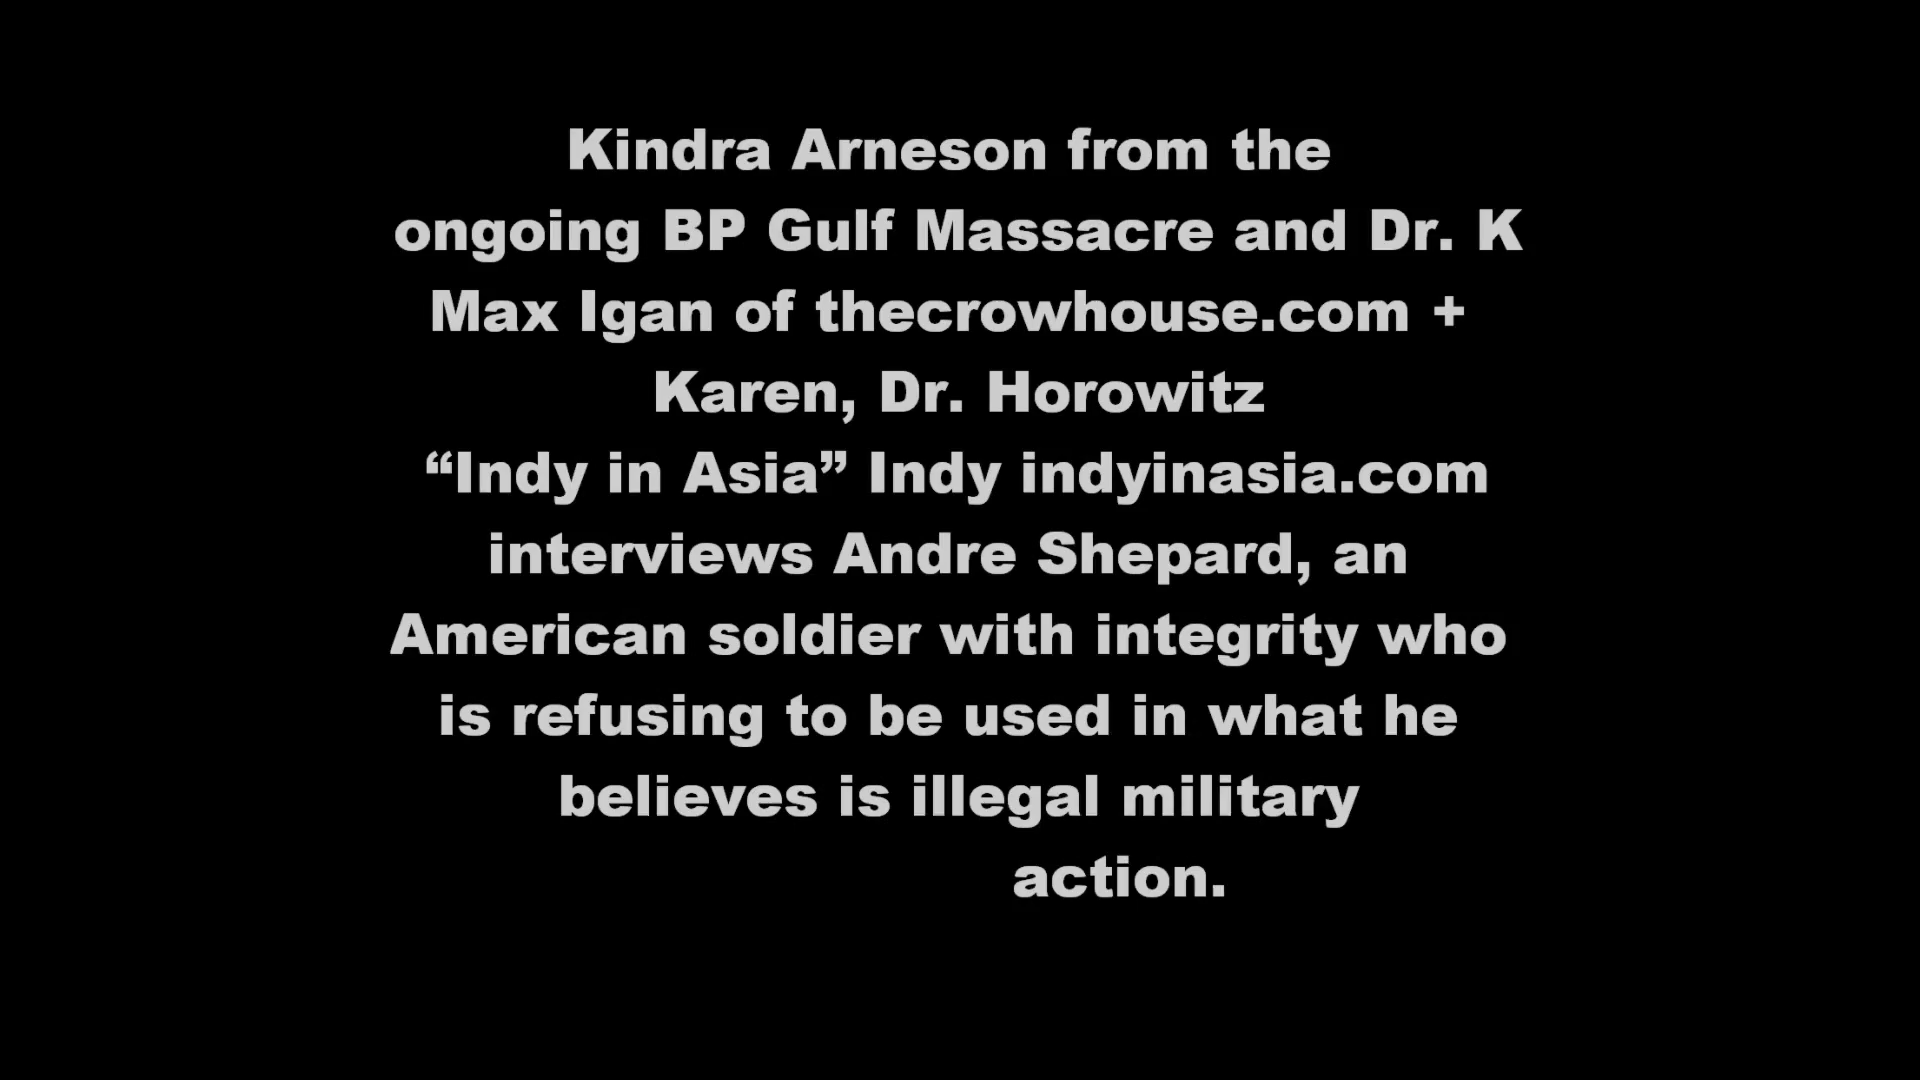 Kindra Arneson from the
ongoing BP Gulf Massacre and Dr. K
Max Igan of thecrowhouse.com +
Karen, Dr. Horowitz
“Indy in Asia” Indy indyinasia.com
interviews Andre Shepard, an
American soldier with integrity who
is refusing to be used in what he
believes is illegal military
action.